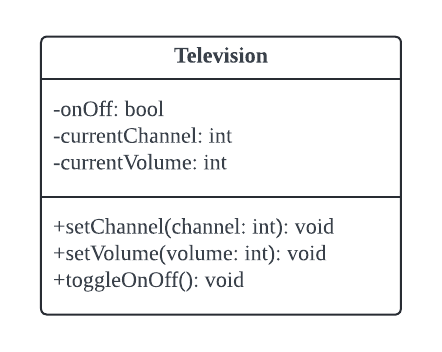 Television
-onOff: bool
-currentChannel: int
-currentVolume: int
+setChannel(channel: int): void
+setVolume(volume: int): void
+toggleOnOff(): void